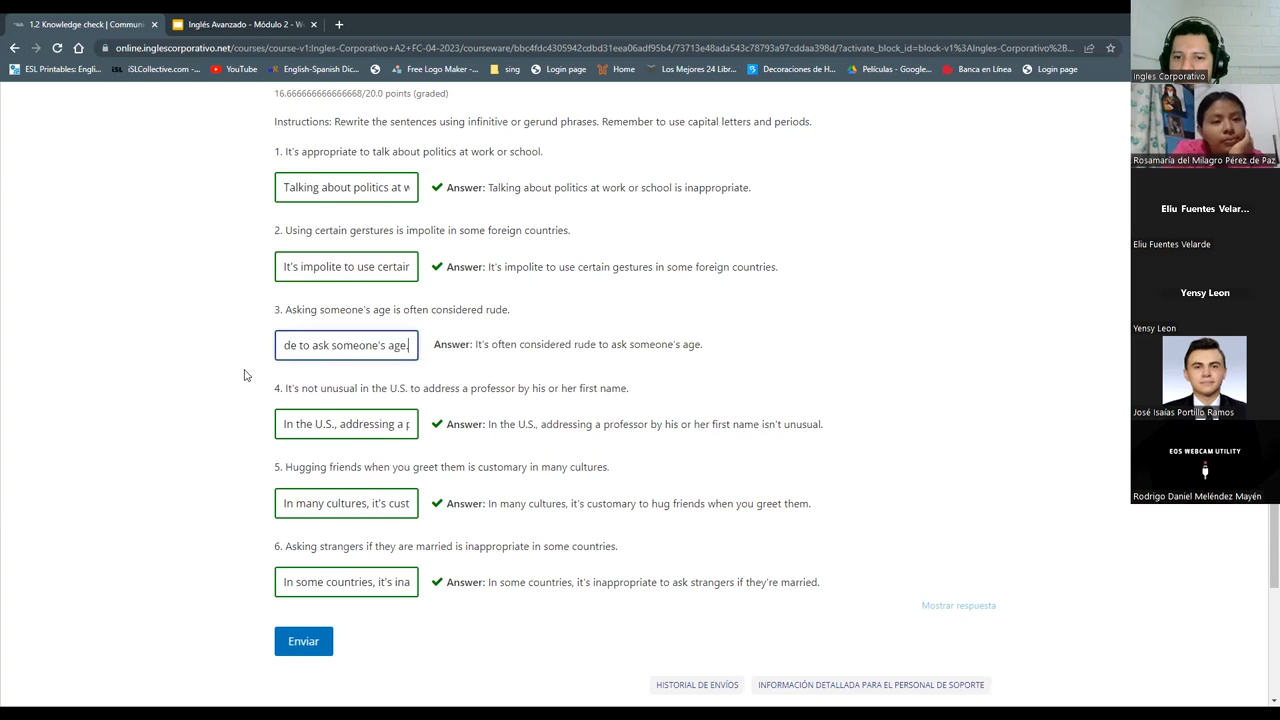 1.2 Knowledge check | Communi
Inglés Avanzado - Módulo 2 - W
online.inglescorporativo.net/courses/course-v1:Ingles-Corporativo+A2+FC-04-2023/courseware/bbc4fdc4305942cdbd31eea06adf95b4/73713e48ada543c78793a97cddaa398d/?activate_block_id=block-v1%3AIngles-Corporativo%2B...
ESL Printables: Engli... iSLCollective.com -... YouTube English-Spanish Dic... Free Logo Maker -... sing Login page Home Los Mejores 24 Libr... Decoraciones de H... Películas - Google... Banca en Línea Login page
16.666666666666668/20.0 points (graded)
Instructions: Rewrite the sentences using infinitive or gerund phrases. Remember to use capital letters and periods.
1. It's appropriate to talk about politics at work or school.
Talking about politics at w Answer: Talking about politics at work or school is inappropriate.
2. Using certain gerstures is impolite in some foreign countries.
It's impolite to use certain Answer: It's impolite to use certain gestures in some foreign countries.
3. Asking someone's age is often considered rude.
de to ask someone's age. Answer: It's often considered rude to ask someone's age.
4. It's not unusual in the U.S. to address a professor by his or her first name.
In the U.S., addressing a p Answer: In the U.S., addressing a professor by his or her first name isn't unusual.
5. Hugging friends when you greet them is customary in many cultures.
In many cultures, it's cust Answer: In many cultures, it's customary to hug friends when you greet them.
6. Asking strangers if they are married is inappropriate in some countries.
In some countries, it's ina Answer: In some countries, it's inappropriate to ask strangers if they're married.
Mostrar respuesta
Enviar
HISTORIAL DE ENVÍOS INFORMACIÓN DETALLADA PARA EL PERSONAL DE SOPORTE
Ingles Corporativo
Rosamaría del Milagro Pérez de Paz
Eliu Fuentes Velar...
Eliu Fuentes Velarde
Yensy Leon
Yensy Leon
José Isaías Portillo Ramos
EOS WEBCAM UTILITY
Rodrigo Daniel Meléndez Mayén